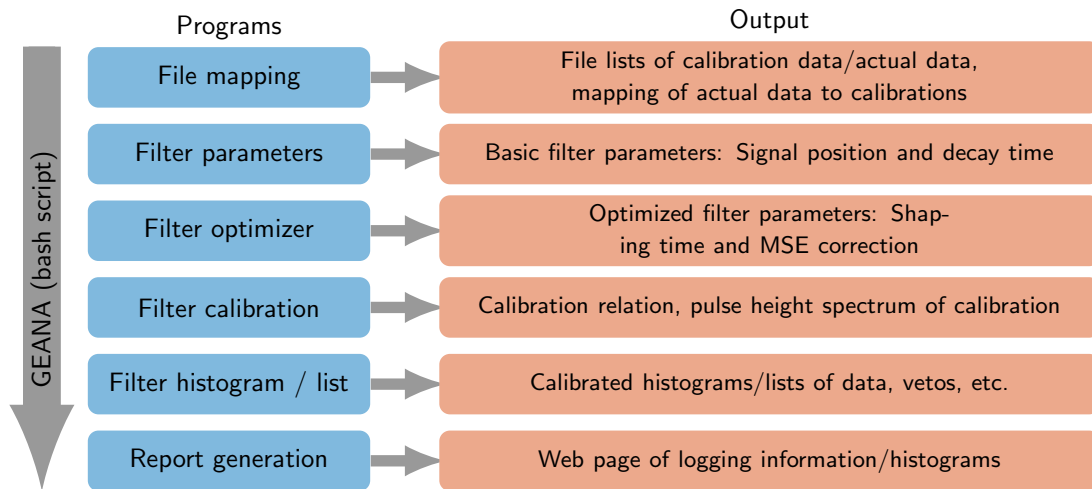 Programs
Output
GEANA (bash script)
File mapping
File lists of calibration data/actual data,
mapping of actual data to calibrations
Filter parameters
Basic filter parameters: Signal position and decay time
Filter optimizer
Optimized filter parameters: Shap-
ing time and MSE correction
Filter calibration
Calibration relation, pulse height spectrum of calibration
Filter histogram / list
Calibrated histograms/lists of data, vetos, etc.
Report generation
Web page of logging information/histograms